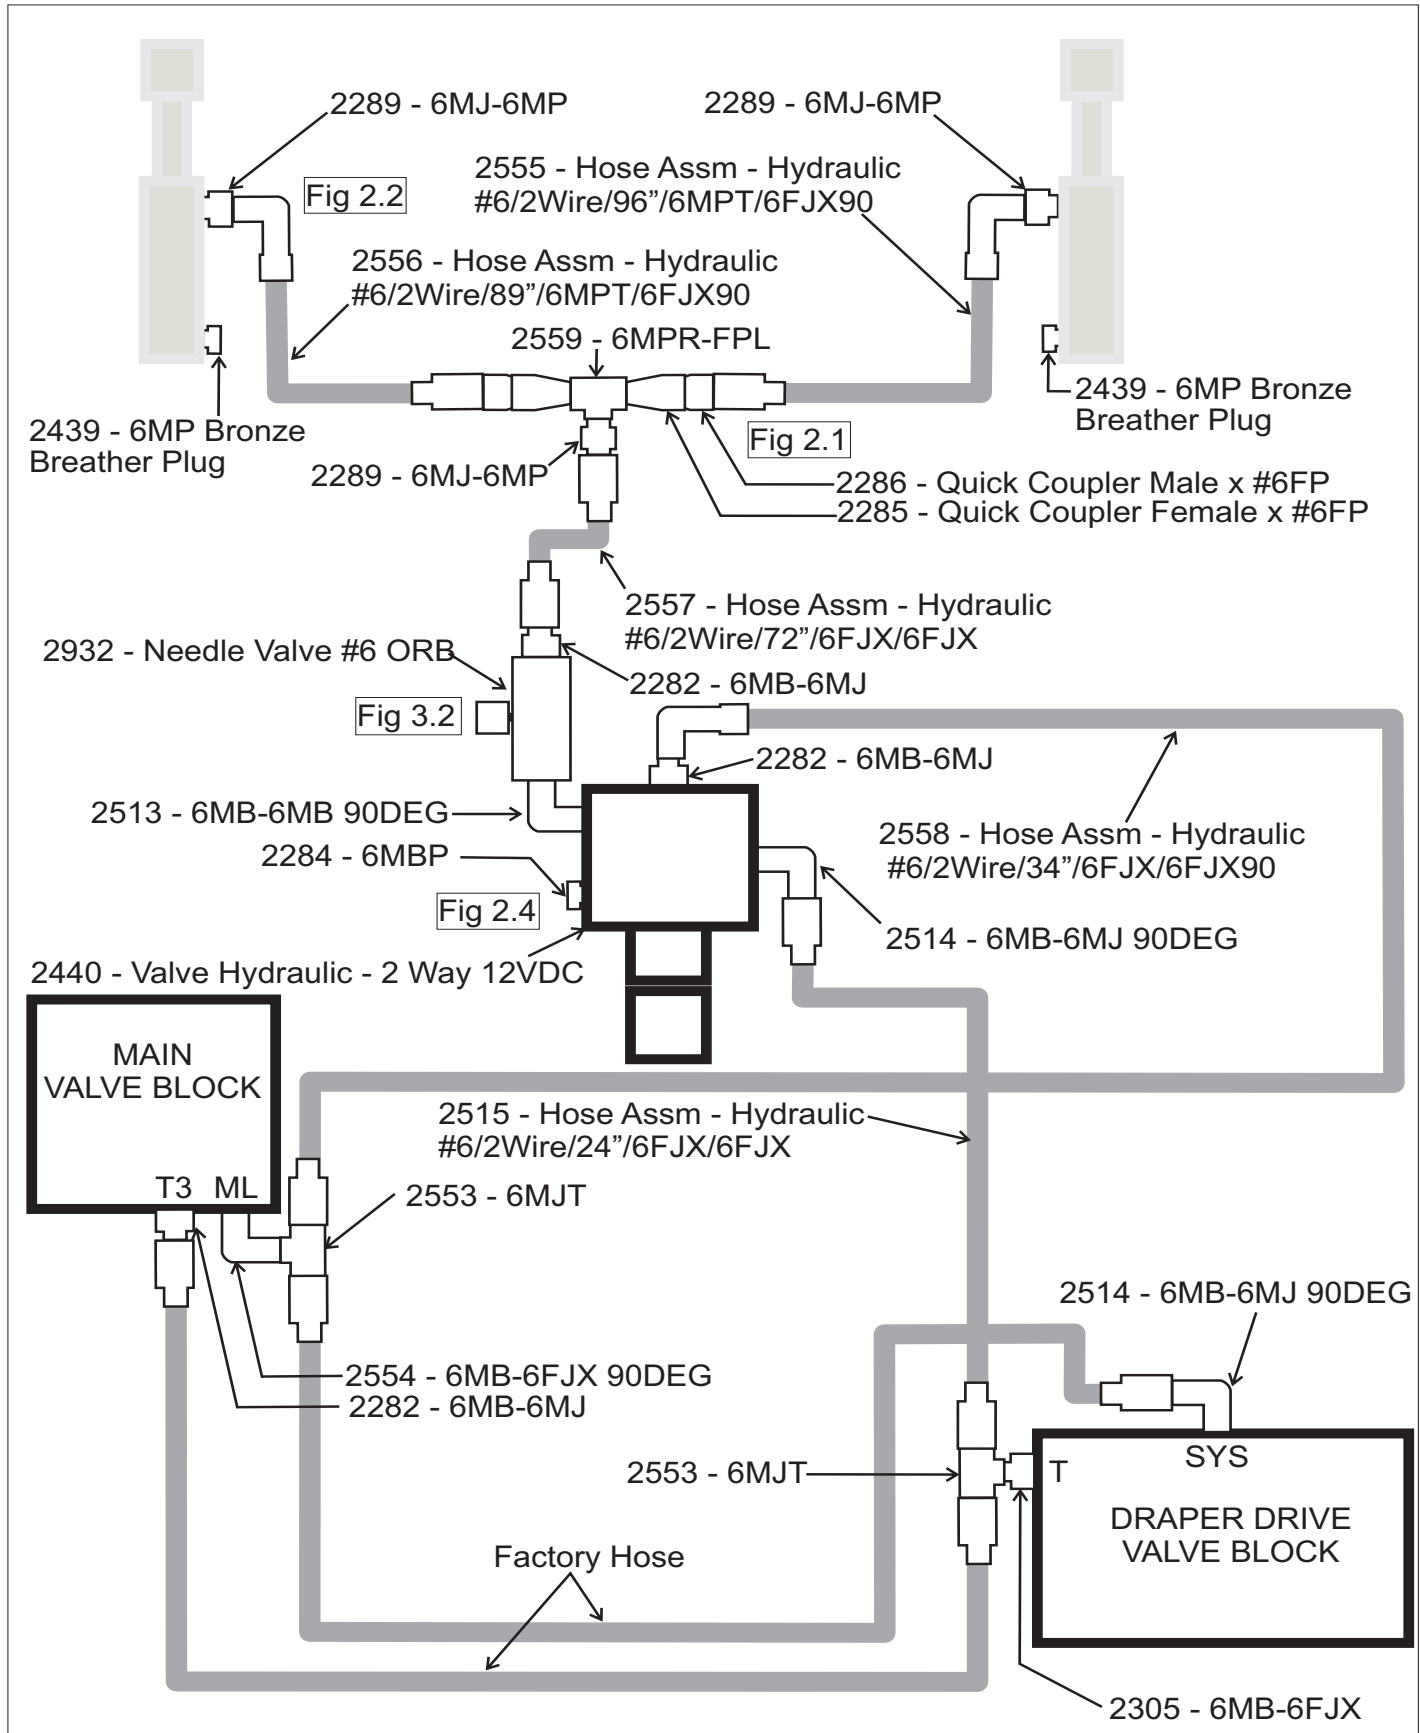 2289 - 6MJ-6MP
2289 - 6MJ-6MP
2555 - Hose Assm - Hydraulic
#6/2Wire/96”/6MPT/6FJX90
Fig 2.2
2556 - Hose Assm - Hydraulic
#6/2Wire/89”/6MPT/6FJX90
2559 - 6MPR-FPL
2439 - 6MP Bronze
Breather Plug
2439 - 6MP Bronze
Breather Plug
Fig 2.1
2289 - 6MJ-6MP
2286 - Quick Coupler Male x #6FP
2285 - Quick Coupler Female x #6FP
2557 - Hose Assm - Hydraulic
#6/2Wire/72”/6FJX/6FJX
2932 - Needle Valve #6 ORB
2282 - 6MB-6MJ
Fig 3.2
2282 - 6MB-6MJ
2513 - 6MB-6MB 90DEG
2558 - Hose Assm - Hydraulic
#6/2Wire/34”/6FJX/6FJX90
2284 - 6MBP
Fig 2.4
2514 - 6MB-6MJ 90DEG
2440 - Valve Hydraulic - 2 Way 12VDC
MAIN
VALVE BLOCK
2515 - Hose Assm - Hydraulic
#6/2Wire/24”/6FJX/6FJX
T3 ML
2553 - 6MJT
2514 - 6MB-6MJ 90DEG
2554 - 6MB-6FJX 90DEG
2282 - 6MB-6MJ
SYS
2553 - 6MJT
T
DRAPER DRIVE
VALVE BLOCK
Factory Hose
2305 - 6MB-6FJX